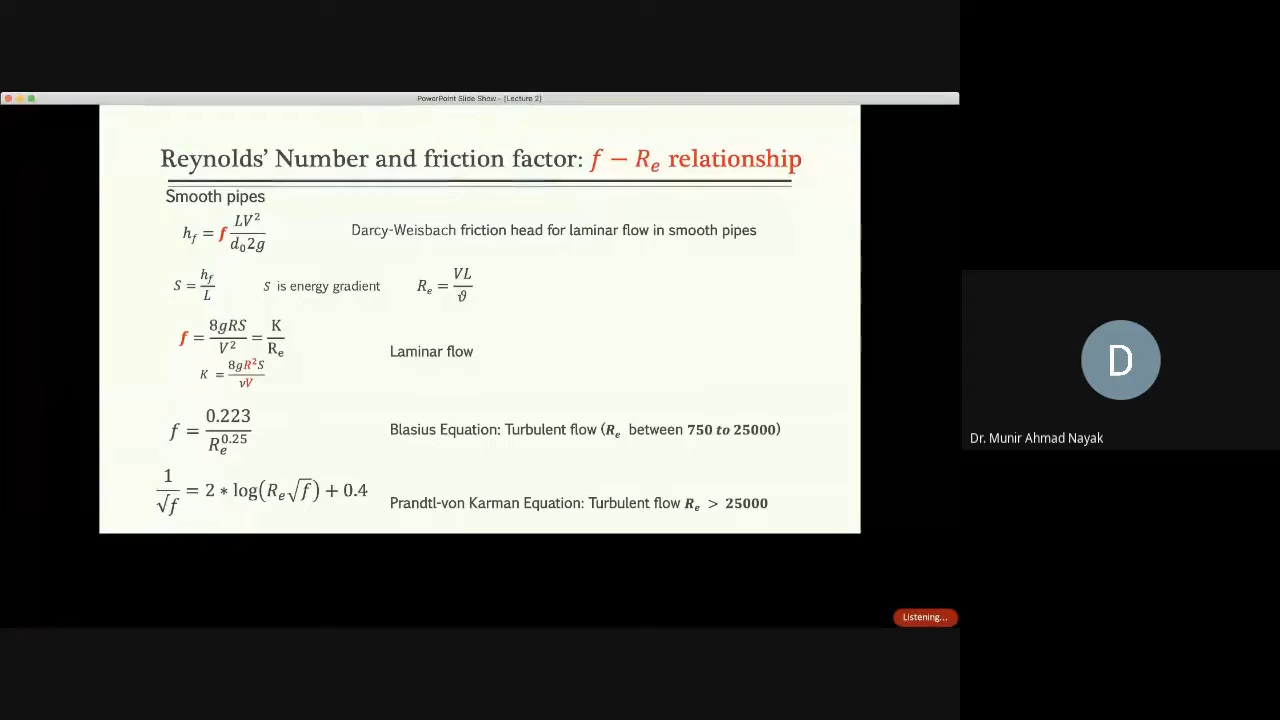 PowerPoint Slide Show - [Lecture 2]
Reynolds' Number and friction factor: f − Rₑ relationship
Smooth pipes
h_f = f LV²/d₀2g Darcy-Weisbach friction head for laminar flow in smooth pipes
S = h_f/L S is energy gradient Rₑ = VL/ϑ
f = 8gRS/V² = K/Rₑ Laminar flow
K = 8gR²S/νV
f = 0.223/Rₑ^0.25 Blasius Equation: Turbulent flow (Rₑ between 750 to 25000)
1/√f = 2 * log(Rₑ√f) + 0.4 Prandtl-von Karman Equation: Turbulent flow Rₑ > 25000
Listening...
D
Dr. Munir Ahmad Nayak